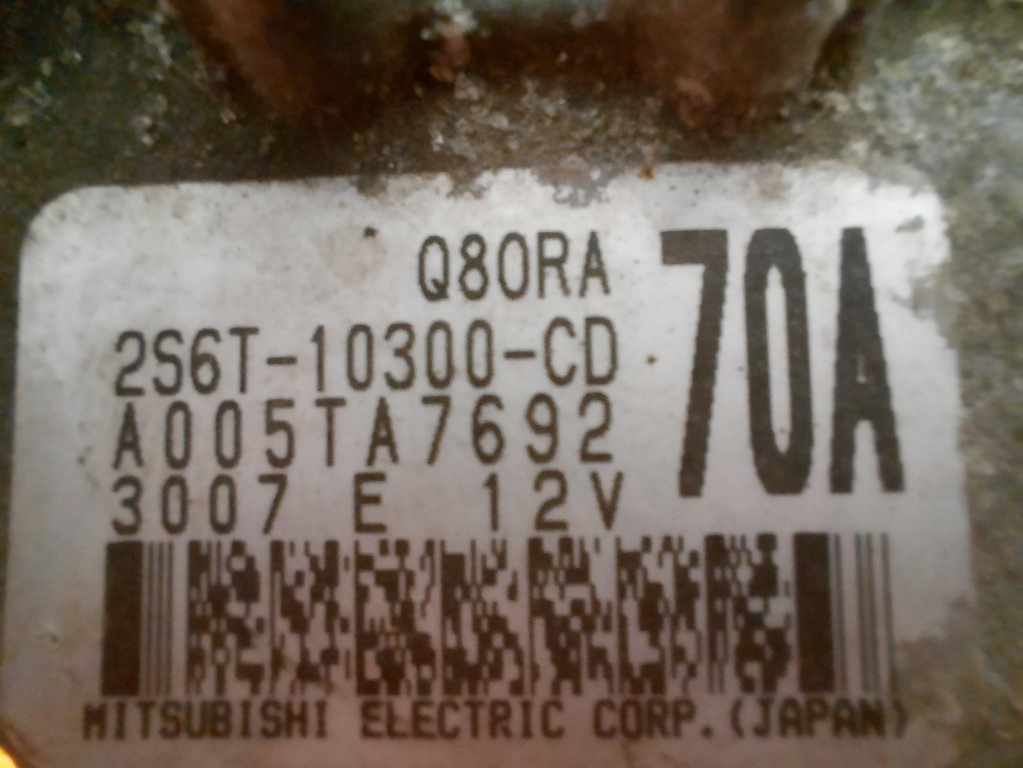 Q80RA
70A
2S6T-10300-CD
A005TA7692
3007 E 12V
MITSUBISHI ELECTRIC CORP.(JAPAN)